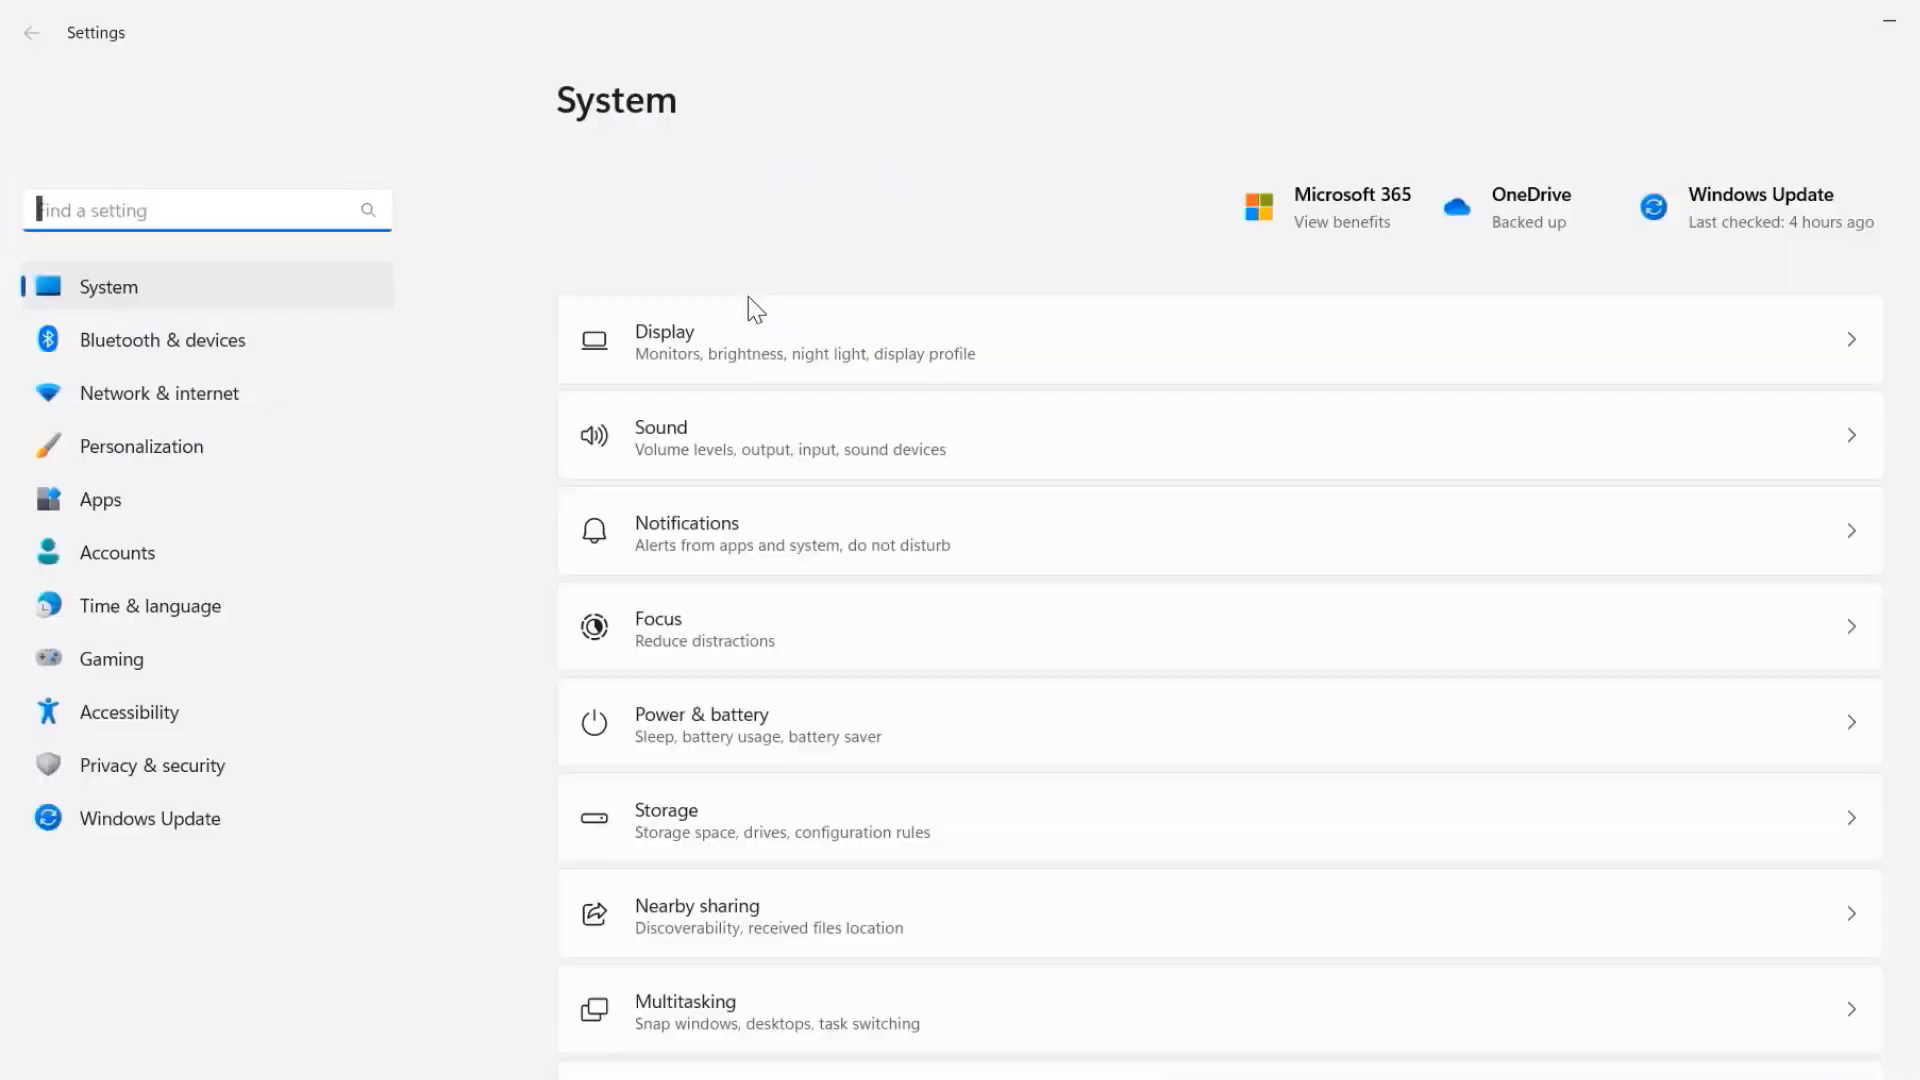 Settings
System
Find a setting
Microsoft 365
View benefits
OneDrive
Backed up
Windows Update
Last checked: 4 hours ago
System
Bluetooth & devices
Network & internet
Personalization
Apps
Accounts
Time & language
Gaming
Accessibility
Privacy & security
Windows Update
Display
Monitors, brightness, night light, display profile
Sound
Volume levels, output, input, sound devices
Notifications
Alerts from apps and system, do not disturb
Focus
Reduce distractions
Power & battery
Sleep, battery usage, battery saver
Storage
Storage space, drives, configuration rules
Nearby sharing
Discoverability, received files location
Multitasking
Snap windows, desktops, task switching